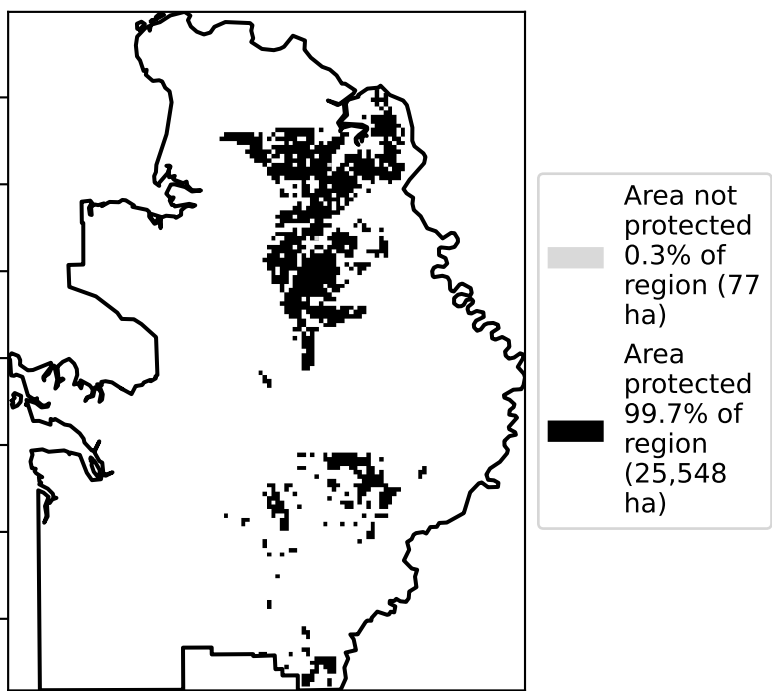 Area not
protected
0.3% of
region (77
ha)
Area
protected
99.7% of
region
(25,548
ha)